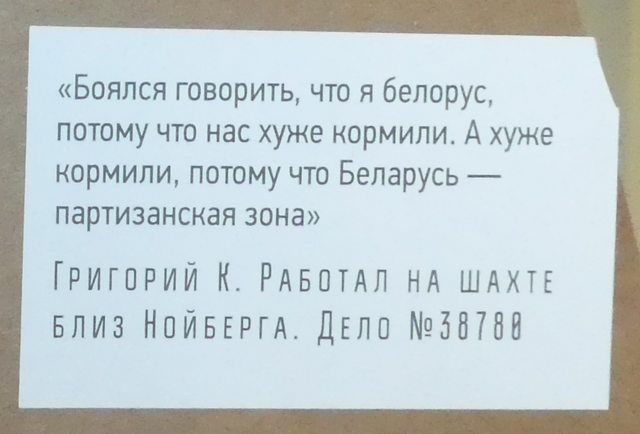 «Боялся говорить, что я белорус,
потому что нас хуже кормили. А хуже
кормили, потому что Беларусь —
партизанская зона»
Григорий К. Работал на шахте
близ Нойберга. Дело №38780